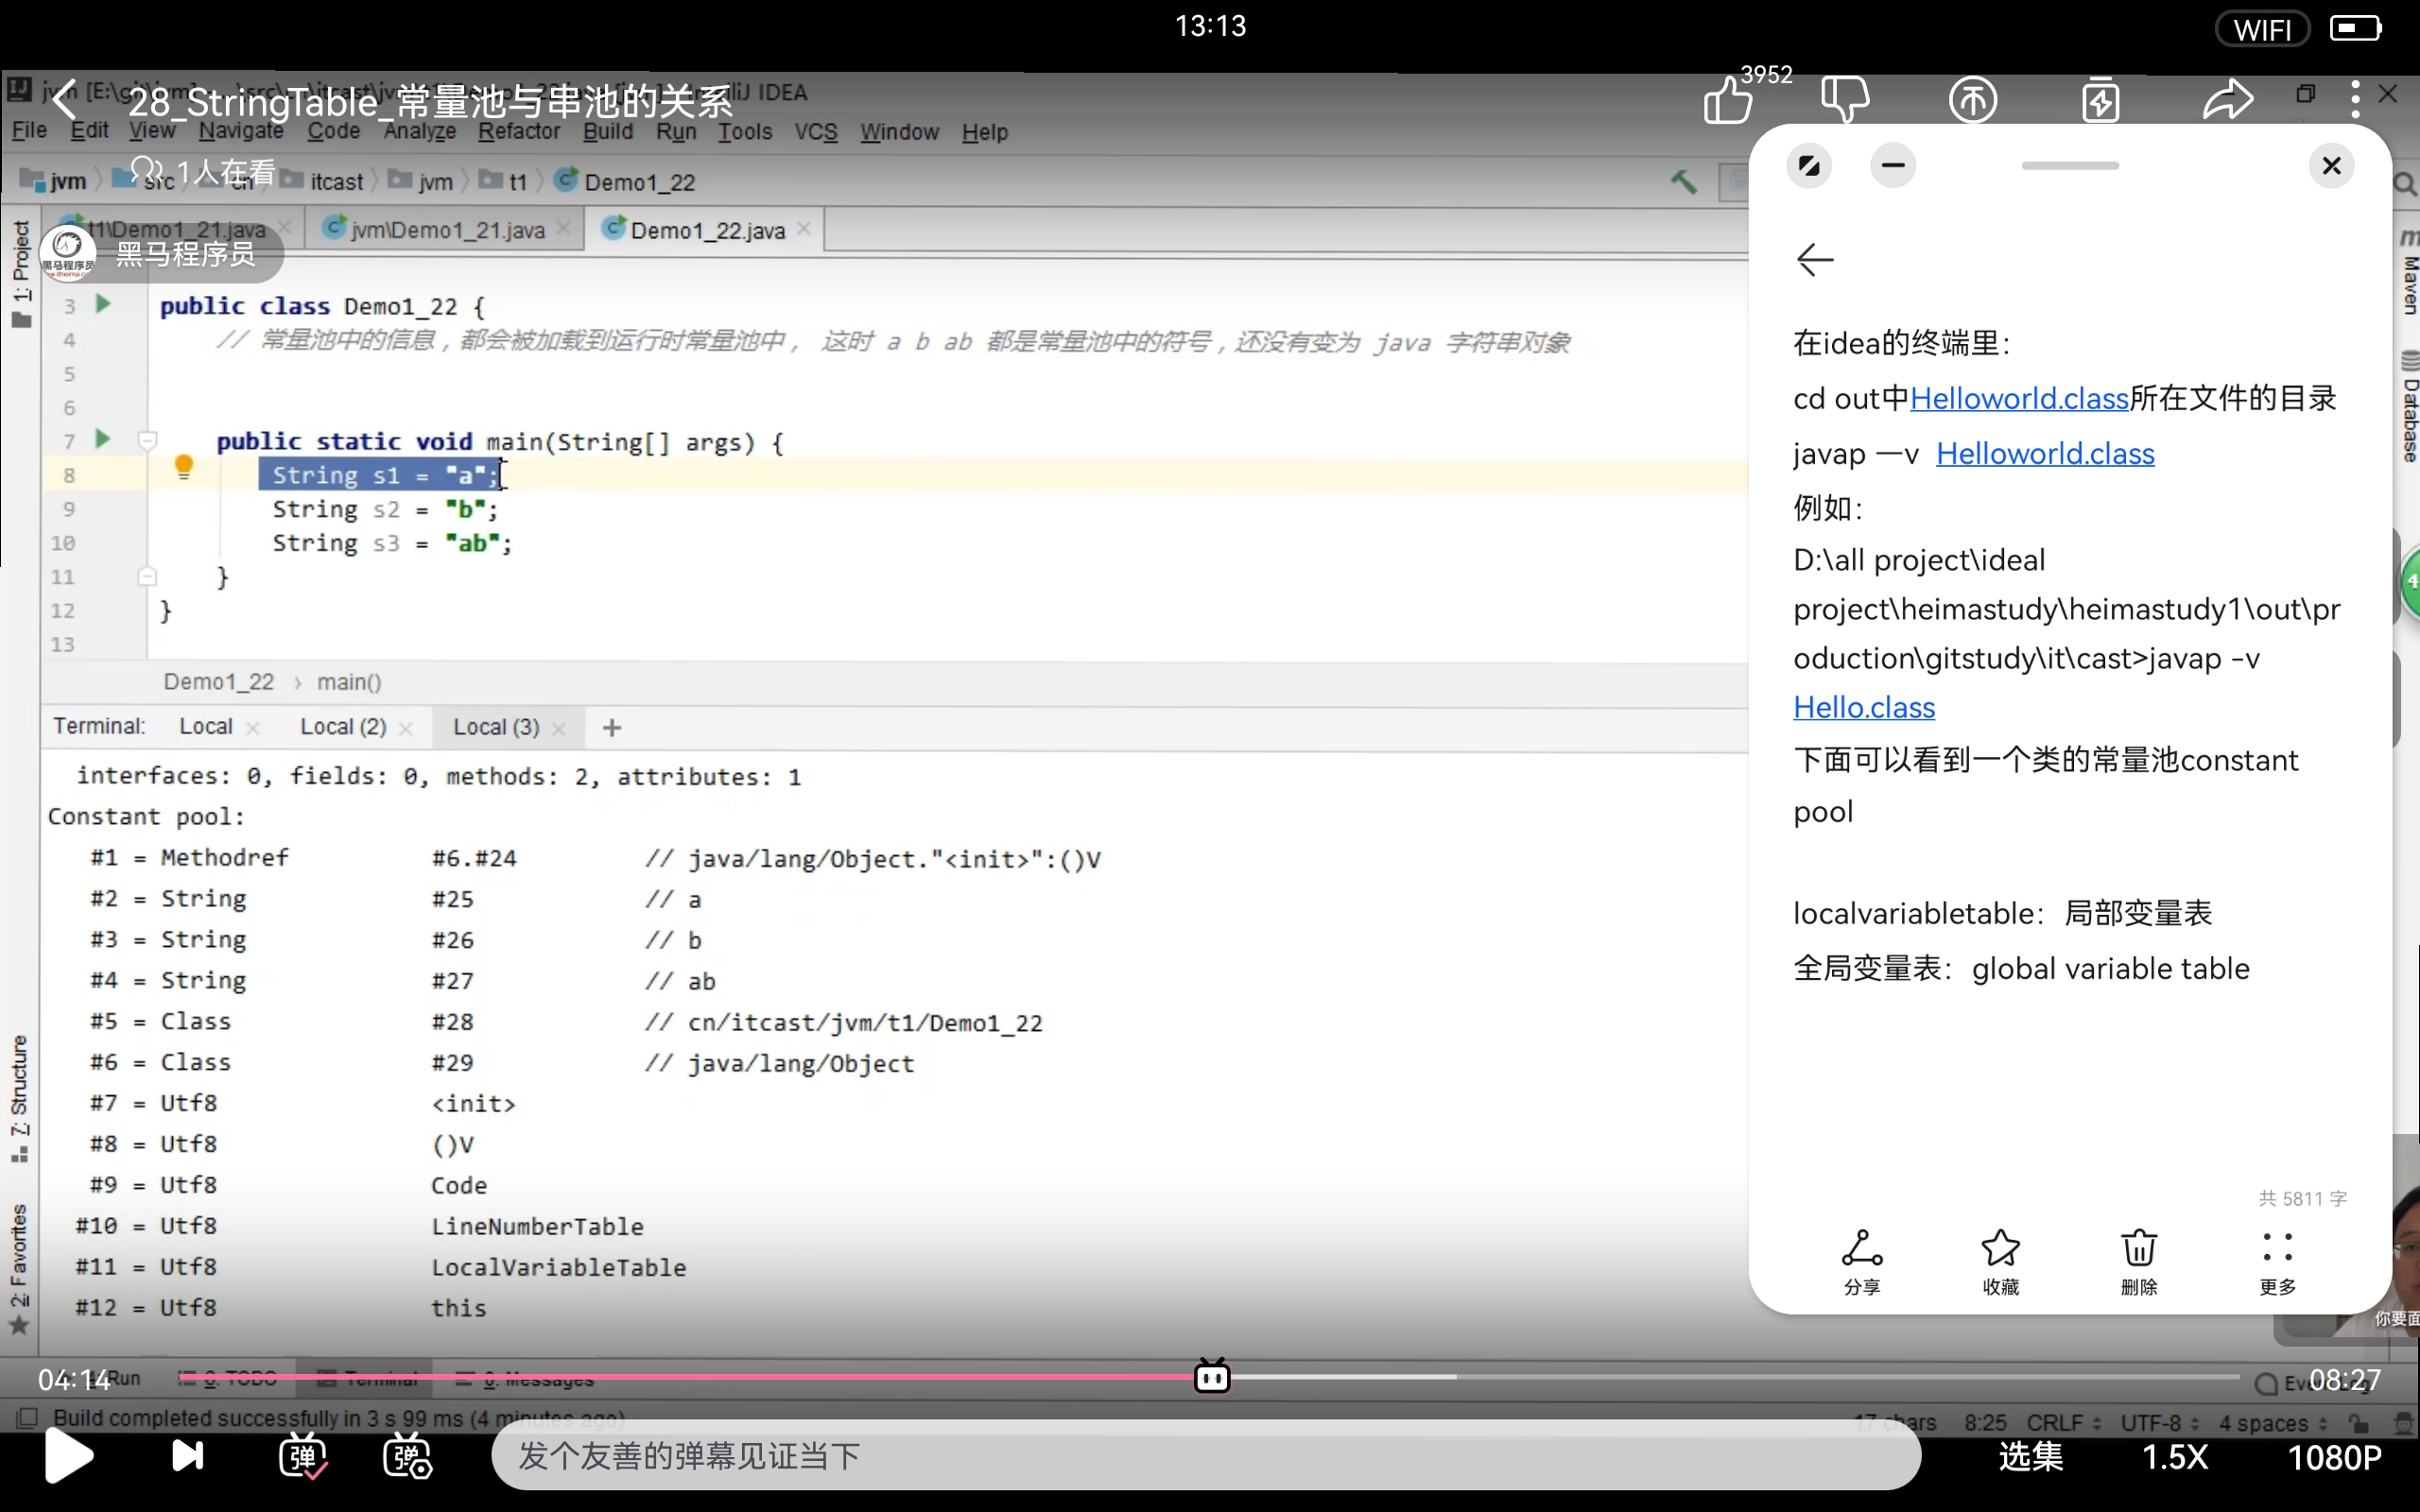 13:13
WIFI
28_StringTable_常量池与串池的关系
3952
File Edit View Navigate Code Analyze Refactor Build Run Tools VCS Window Help
1人在看
jvm src cn itcast jvm t1 Demo1_22
t1\Demo1_21.java jvm\Demo1_21.java Demo1_22.java
黑马程序员
1: Project
3 public class Demo1_22 {
4 // 常量池中的信息，都会被加载到运行时常量池中， 这时 a b ab 都是常量池中的符号，还没有变为 java 字符串对象
5
6
7 public static void main(String[] args) {
8 String s1 = "a";
9 String s2 = "b";
10 String s3 = "ab";
11 }
12 }
13
Demo1_22 › main()
Terminal: Local Local (2) Local (3) +
interfaces: 0, fields: 0, methods: 2, attributes: 1
Constant pool:
#1 = Methodref #6.#24 // java/lang/Object."<init>":()V
#2 = String #25 // a
#3 = String #26 // b
#4 = String #27 // ab
#5 = Class #28 // cn/itcast/jvm/t1/Demo1_22
#6 = Class #29 // java/lang/Object
#7 = Utf8 <init>
#8 = Utf8 ()V
#9 = Utf8 Code
#10 = Utf8 LineNumberTable
#11 = Utf8 LocalVariableTable
#12 = Utf8 this
7: Structure
2: Favorites
Maven
Database
在idea的终端里：
cd out中Helloworld.class所在文件的目录
javap 一v Helloworld.class
例如：
D:\all project\ideal
project\heimastudy\heimastudy1\out\pr
oduction\gitstudy\it\cast>javap -v
Hello.class
下面可以看到一个类的常量池constant
pool
localvariabletable：局部变量表
全局变量表：global variable table
共 5811 字
分享 收藏 删除 更多
你要面
04:14
Run TODO Terminal Messages
08:27
Build completed successfully in 3 s 99 ms (4 minutes ago)
17 chars 8:25 CRLF UTF-8 4 spaces
弹 弹 发个友善的弹幕见证当下 选集 1.5X 1080P